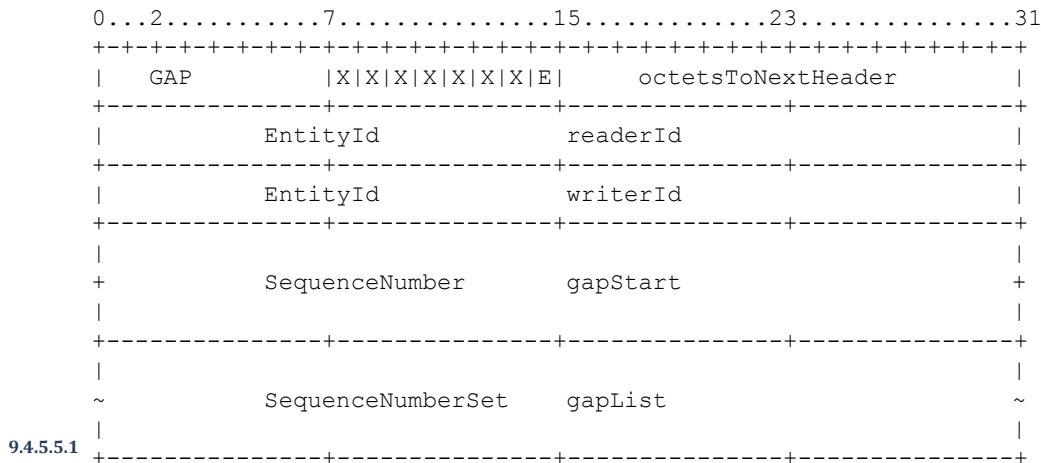 0...2...........7...............15.............23...............31
+-+-+-+-+-+-+-+-+-+-+-+-+-+-+-+-+-+-+-+-+-+-+-+-+-+-+-+-+-+-+-+-+
|   GAP         |X|X|X|X|X|X|X|E|     octetsToNextHeader        |
+---------------+---------------+---------------+---------------+
|          EntityId             readerId                        |
+---------------+---------------+---------------+---------------+
|          EntityId             writerId                        |
+---------------+---------------+---------------+---------------+
|                                                               |
+          SequenceNumber       gapStart                        +
|                                                               |
+---------------+---------------+---------------+---------------+
|                                                               |
~          SequenceNumberSet    gapList                         ~
|                                                               |
9.4.5.5.1 +---------------+---------------+---------------+---------------+